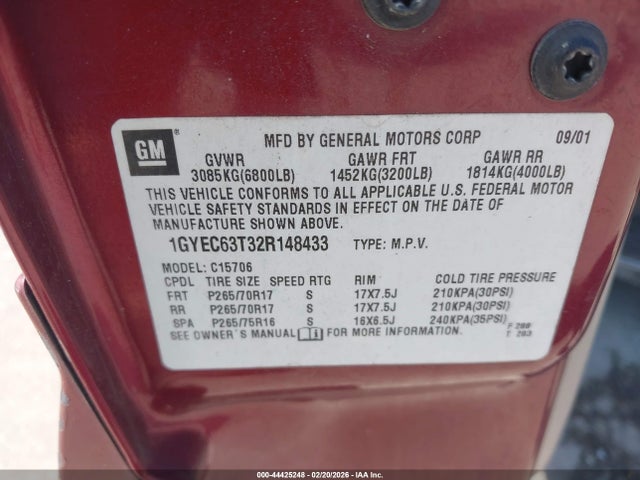 GM ® MFD BY GENERAL MOTORS CORP 09/01
GVWR GAWR FRT GAWR RR
3085KG(6800LB) 1452KG(3200LB) 1814KG(4000LB)
THIS VEHICLE CONFORMS TO ALL APPLICABLE U.S. FEDERAL MOTOR
VEHICLE SAFETY STANDARDS IN EFFECT ON THE DATE OF
MANUFACTURE SHOWN ABOVE.
1GYEC63T32R148433 TYPE: M.P.V.
MODEL: C15706
CPDL TIRE SIZE SPEED RTG RIM COLD TIRE PRESSURE
FRT P265/70R17 S 17X7.5J 210KPA(30PSI)
RR P265/70R17 S 17X7.5J 210KPA(30PSI)
SPA P265/75R16 S 16X6.5J 240KPA(35PSI)
SEE OWNER'S MANUAL FOR MORE INFORMATION.
000-44425248 - 02/20/2026 - IAA Inc.